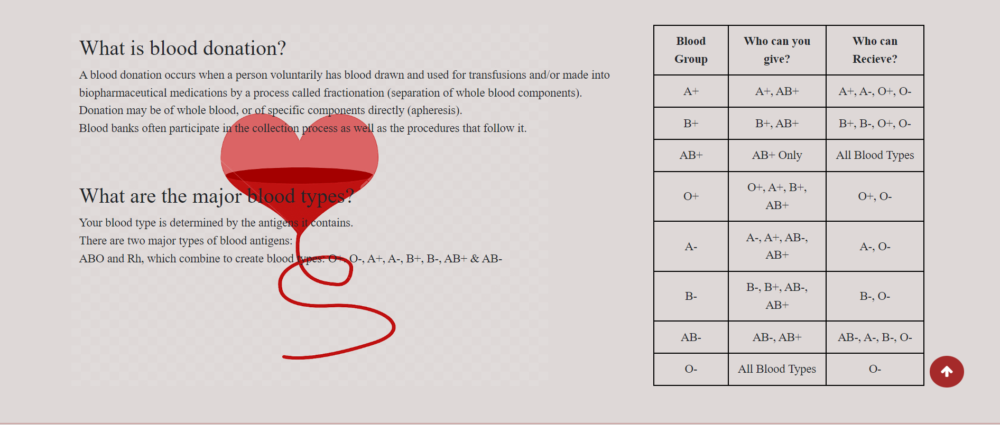 What is blood donation?
A blood donation occurs when a person voluntarily has blood drawn and used for transfusions and/or made into
biopharmaceutical medications by a process called fractionation (separation of whole blood components).
Donation may be of whole blood, or of specific components directly (apheresis).
Blood banks often participate in the collection process as well as the procedures that follow it.
What are the major blood types?
Your blood type is determined by the antigens it contains.
There are two major types of blood antigens:
ABO and Rh, which combine to create blood types: O+, O-, A+, A-, B+, B-, AB+ & AB-
Blood Group | Who can you give? | Who can Recieve?
A+ | A+, AB+ | A+, A-, O+, O-
B+ | B+, AB+ | B+, B-, O+, O-
AB+ | AB+ Only | All Blood Types
O+ | O+, A+, B+, AB+ | O+, O-
A- | A-, A+, AB-, AB+ | A-, O-
B- | B-, B+, AB-, AB+ | B-, O-
AB- | AB-, AB+ | AB-, A-, B-, O-
O- | All Blood Types | O-